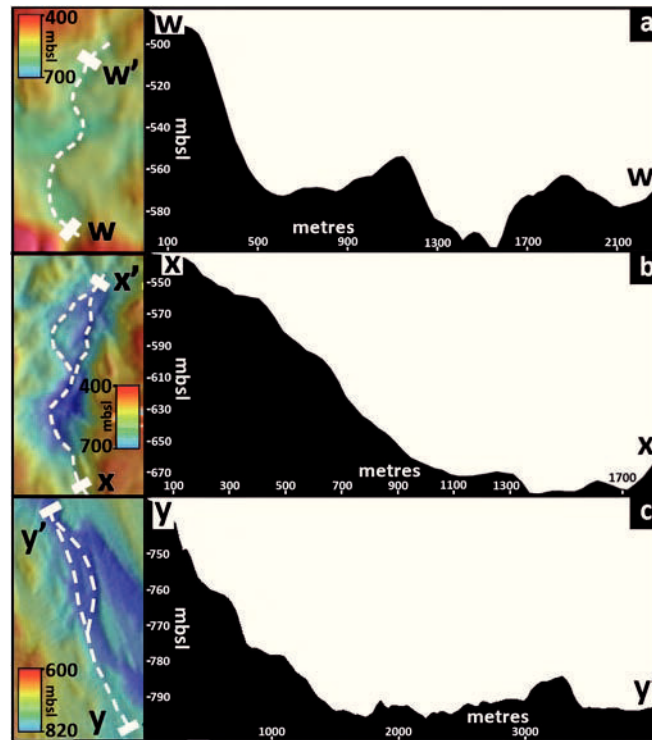 400
mbsl
700
w'
w
w
a
-500
-520
-540
mbsl
-560
-580
metres
w
100 500 900 1300 1700 2100
x'
400
mbsl
700
x
x
b
-550
-570
-590
mbsl
-610
-630
-650
-670
metres
x
100 300 500 700 900 1100 1300 1700
y'
600
mbsl
820
y
y
c
-750
-760
mbsl
-770
-780
-790
metres
y
1000 2000 3000